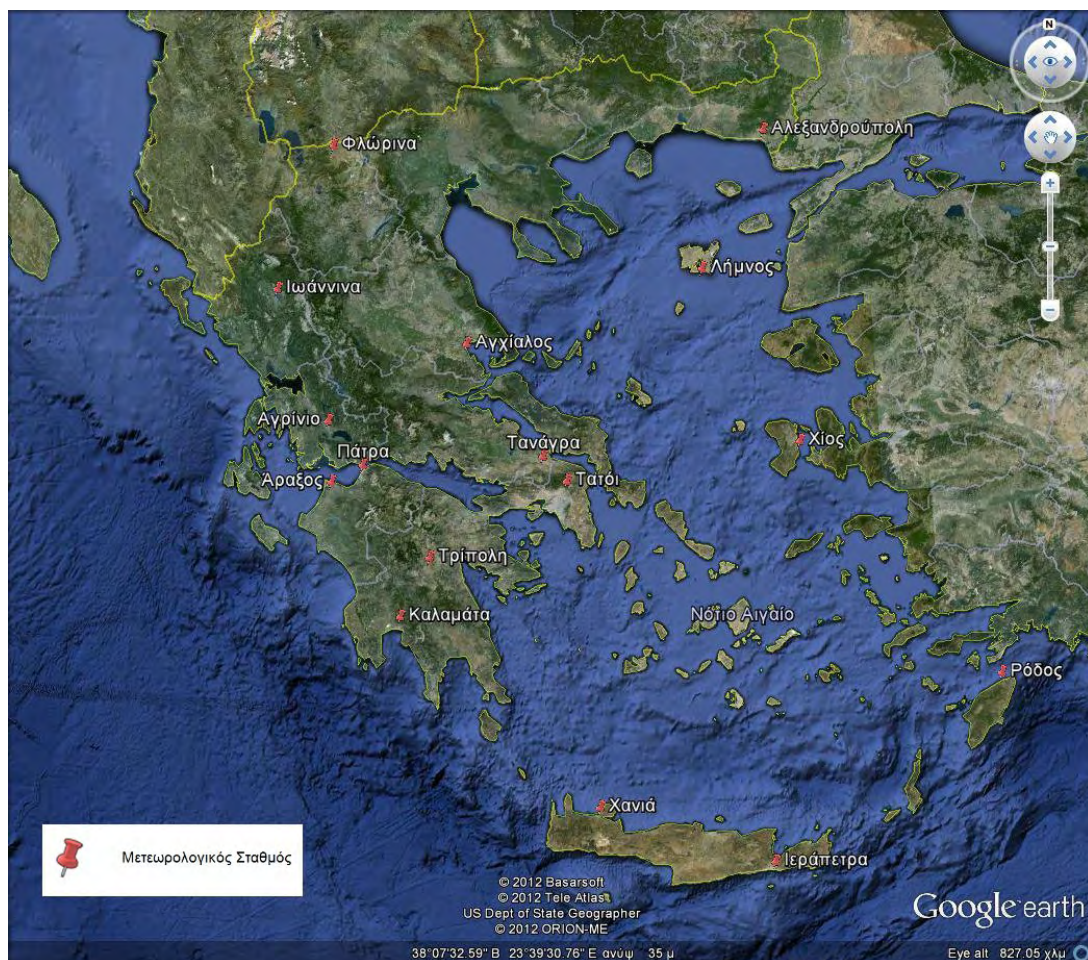 N
Αλεξανδρούπολη
Φλώρινα
Λήμνος
Ιωάννινα
Αγχίαλος
Αγρίνιο
Χίος
Τανάγρα
Πάτρα
Άραξος
Τατόι
Τρίπολη
Καλαμάτα
Νότιο Αιγαίο
Ρόδος
Χανιά
Ιεράπετρα
Μετεωρολογικός Σταθμός
© 2012 Basarsoft
© 2012 Tele Atlas
US Dept of State Geographer
© 2012 ORION-ME
Google earth
38°07'32.59" Β 23°39'30.76" Ε ανύψ 35 μ
Eye alt 827.05 χλμ